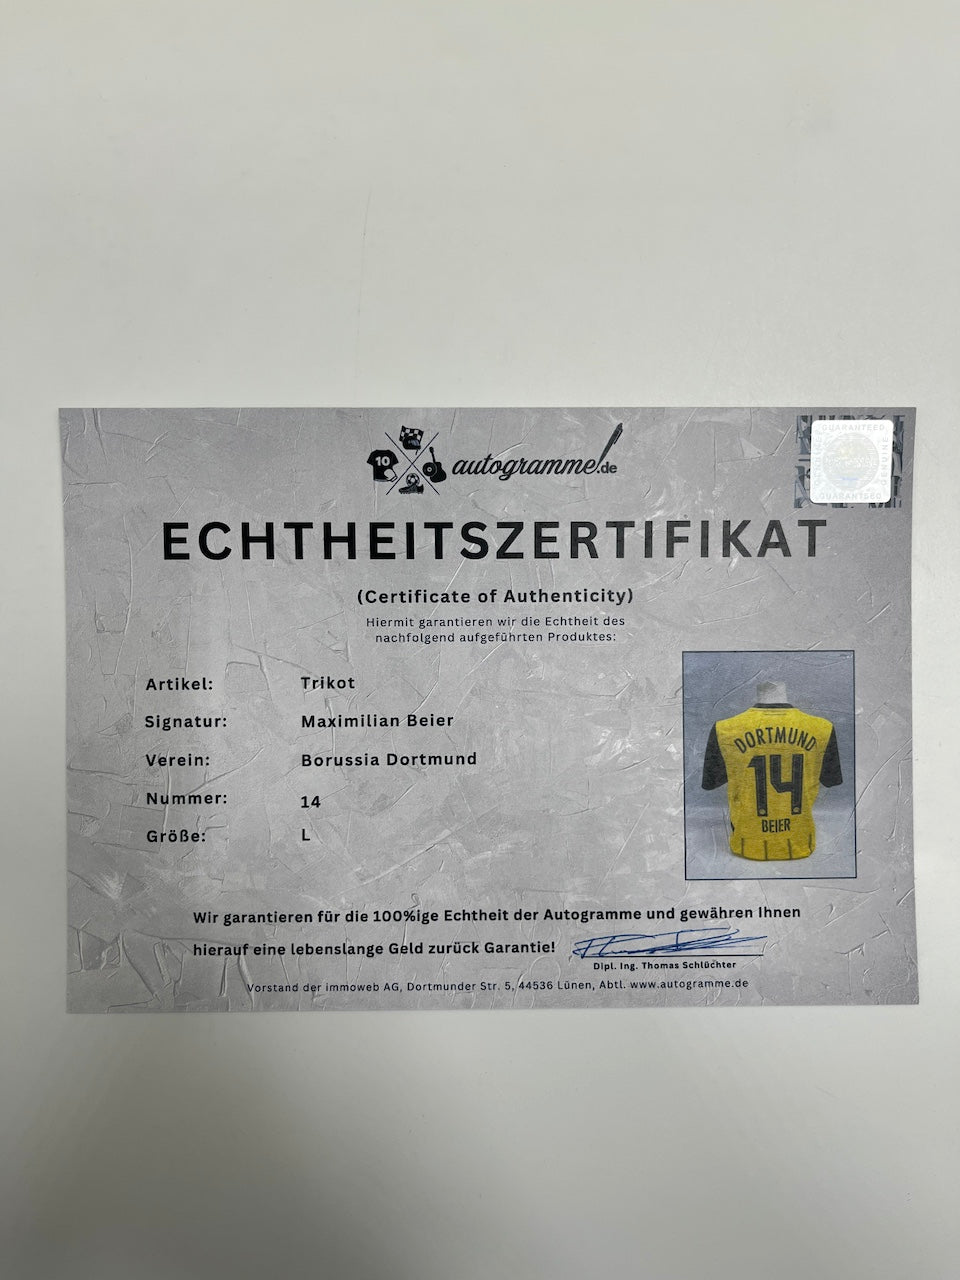 10
autogramme!.de
GUARANTEED
GUARANTEED
ECHTHEITSZERTIFIKAT
(Certificate of Authenticity)
Hiermit garantieren wir die Echtheit des
nachfolgend aufgeführten Produktes:
Artikel: Trikot
Signatur: Maximilian Beier
Verein: Borussia Dortmund
Nummer: 14
Größe: L
DORTMUND
14
BEIER
Wir garantieren für die 100%ige Echtheit der Autogramme und gewähren Ihnen
hierauf eine lebenslange Geld zurück Garantie!
Dipl. Ing. Thomas Schlüchter
Vorstand der immoweb AG, Dortmunder Str. 5, 44536 Lünen, Abtl. www.autogramme.de